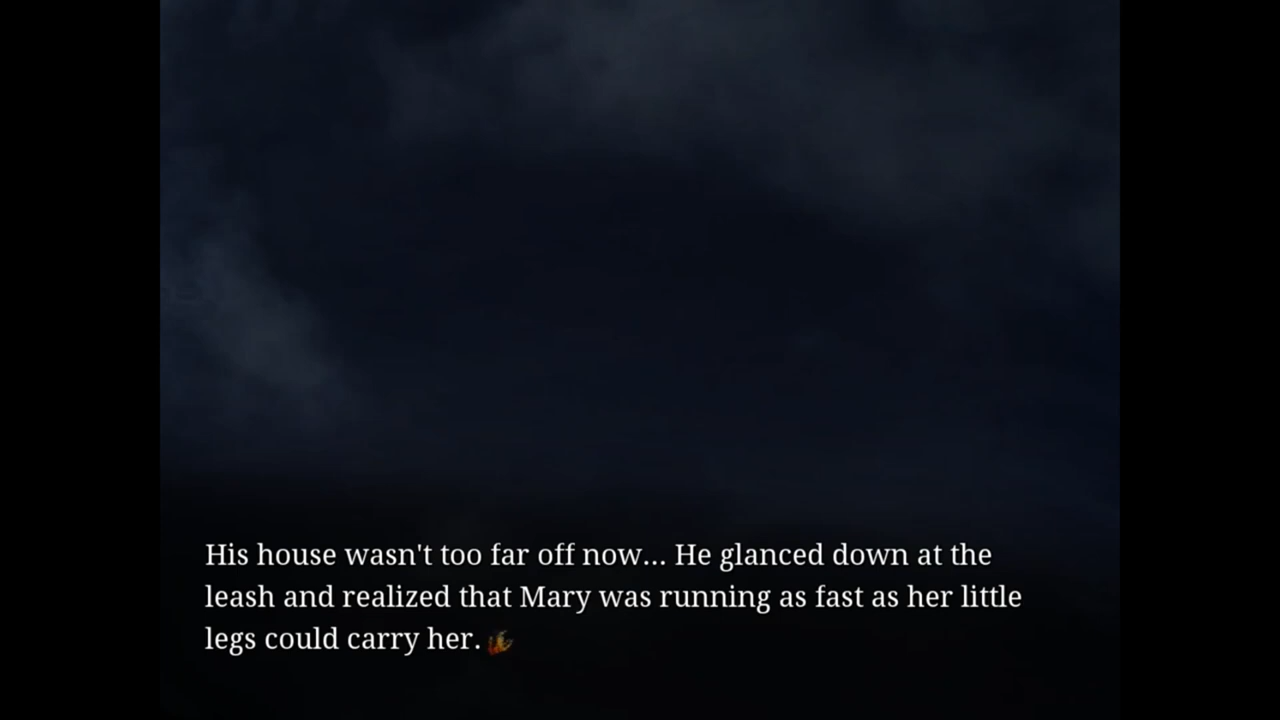 His house wasn't too far off now... He glanced down at the
leash and realized that Mary was running as fast as her little
legs could carry her.